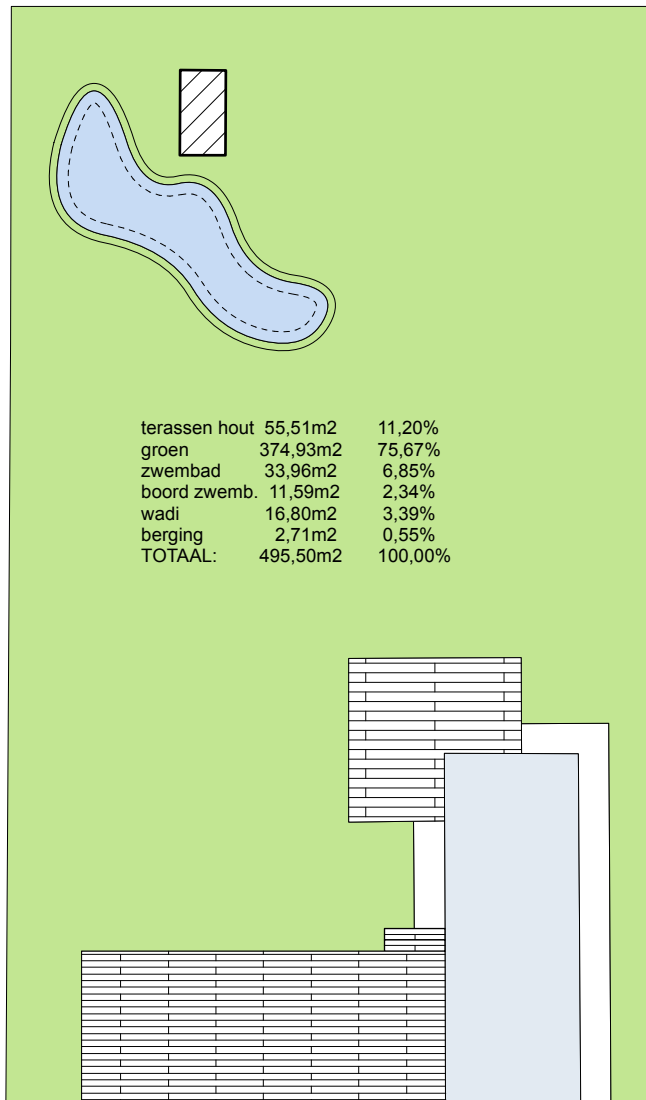 terassen hout 55,51m2 11,20%
groen 374,93m2 75,67%
zwembad 33,96m2 6,85%
boord zwemb. 11,59m2 2,34%
wadi 16,80m2 3,39%
berging 2,71m2 0,55%
TOTAAL: 495,50m2 100,00%